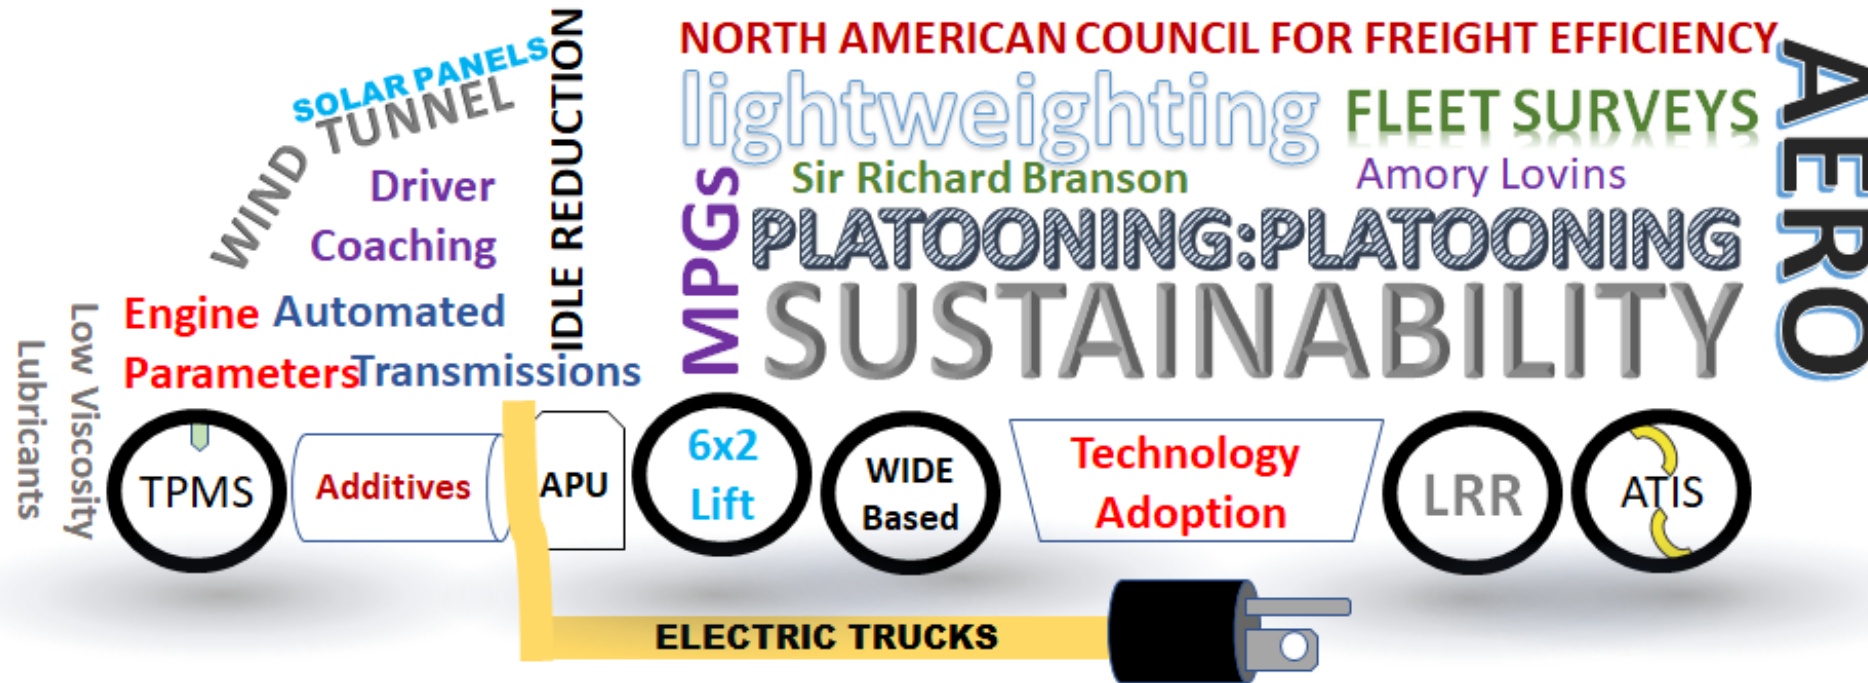 SOLAR PANELS
WIND TUNNEL
IDLE REDUCTION
Driver
Coaching
Engine
Parameters
Automated
Transmissions
Low Viscosity
Lubricants
NORTH AMERICAN COUNCIL FOR FREIGHT EFFICIENCY
lightweighting
FLEET SURVEYS
Sir Richard Branson
Amory Lovins
MPGs
PLATOONING:PLATOONING
SUSTAINABILITY
AERO
TPMS
Additives
APU
6x2
Lift
WIDE
Based
Technology
Adoption
LRR
ATIS
ELECTRIC TRUCKS